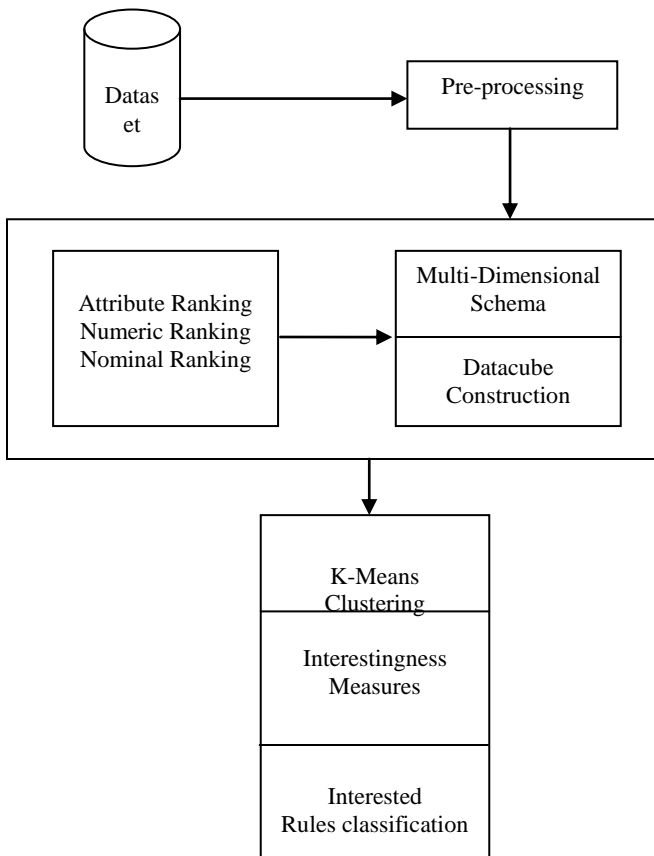 Datas
et
Pre-processing
Attribute Ranking
Numeric Ranking
Nominal Ranking
Multi-Dimensional
Schema
Datacube
Construction
K-Means
Clustering
Interestingness
Measures
Interested
Rules classification